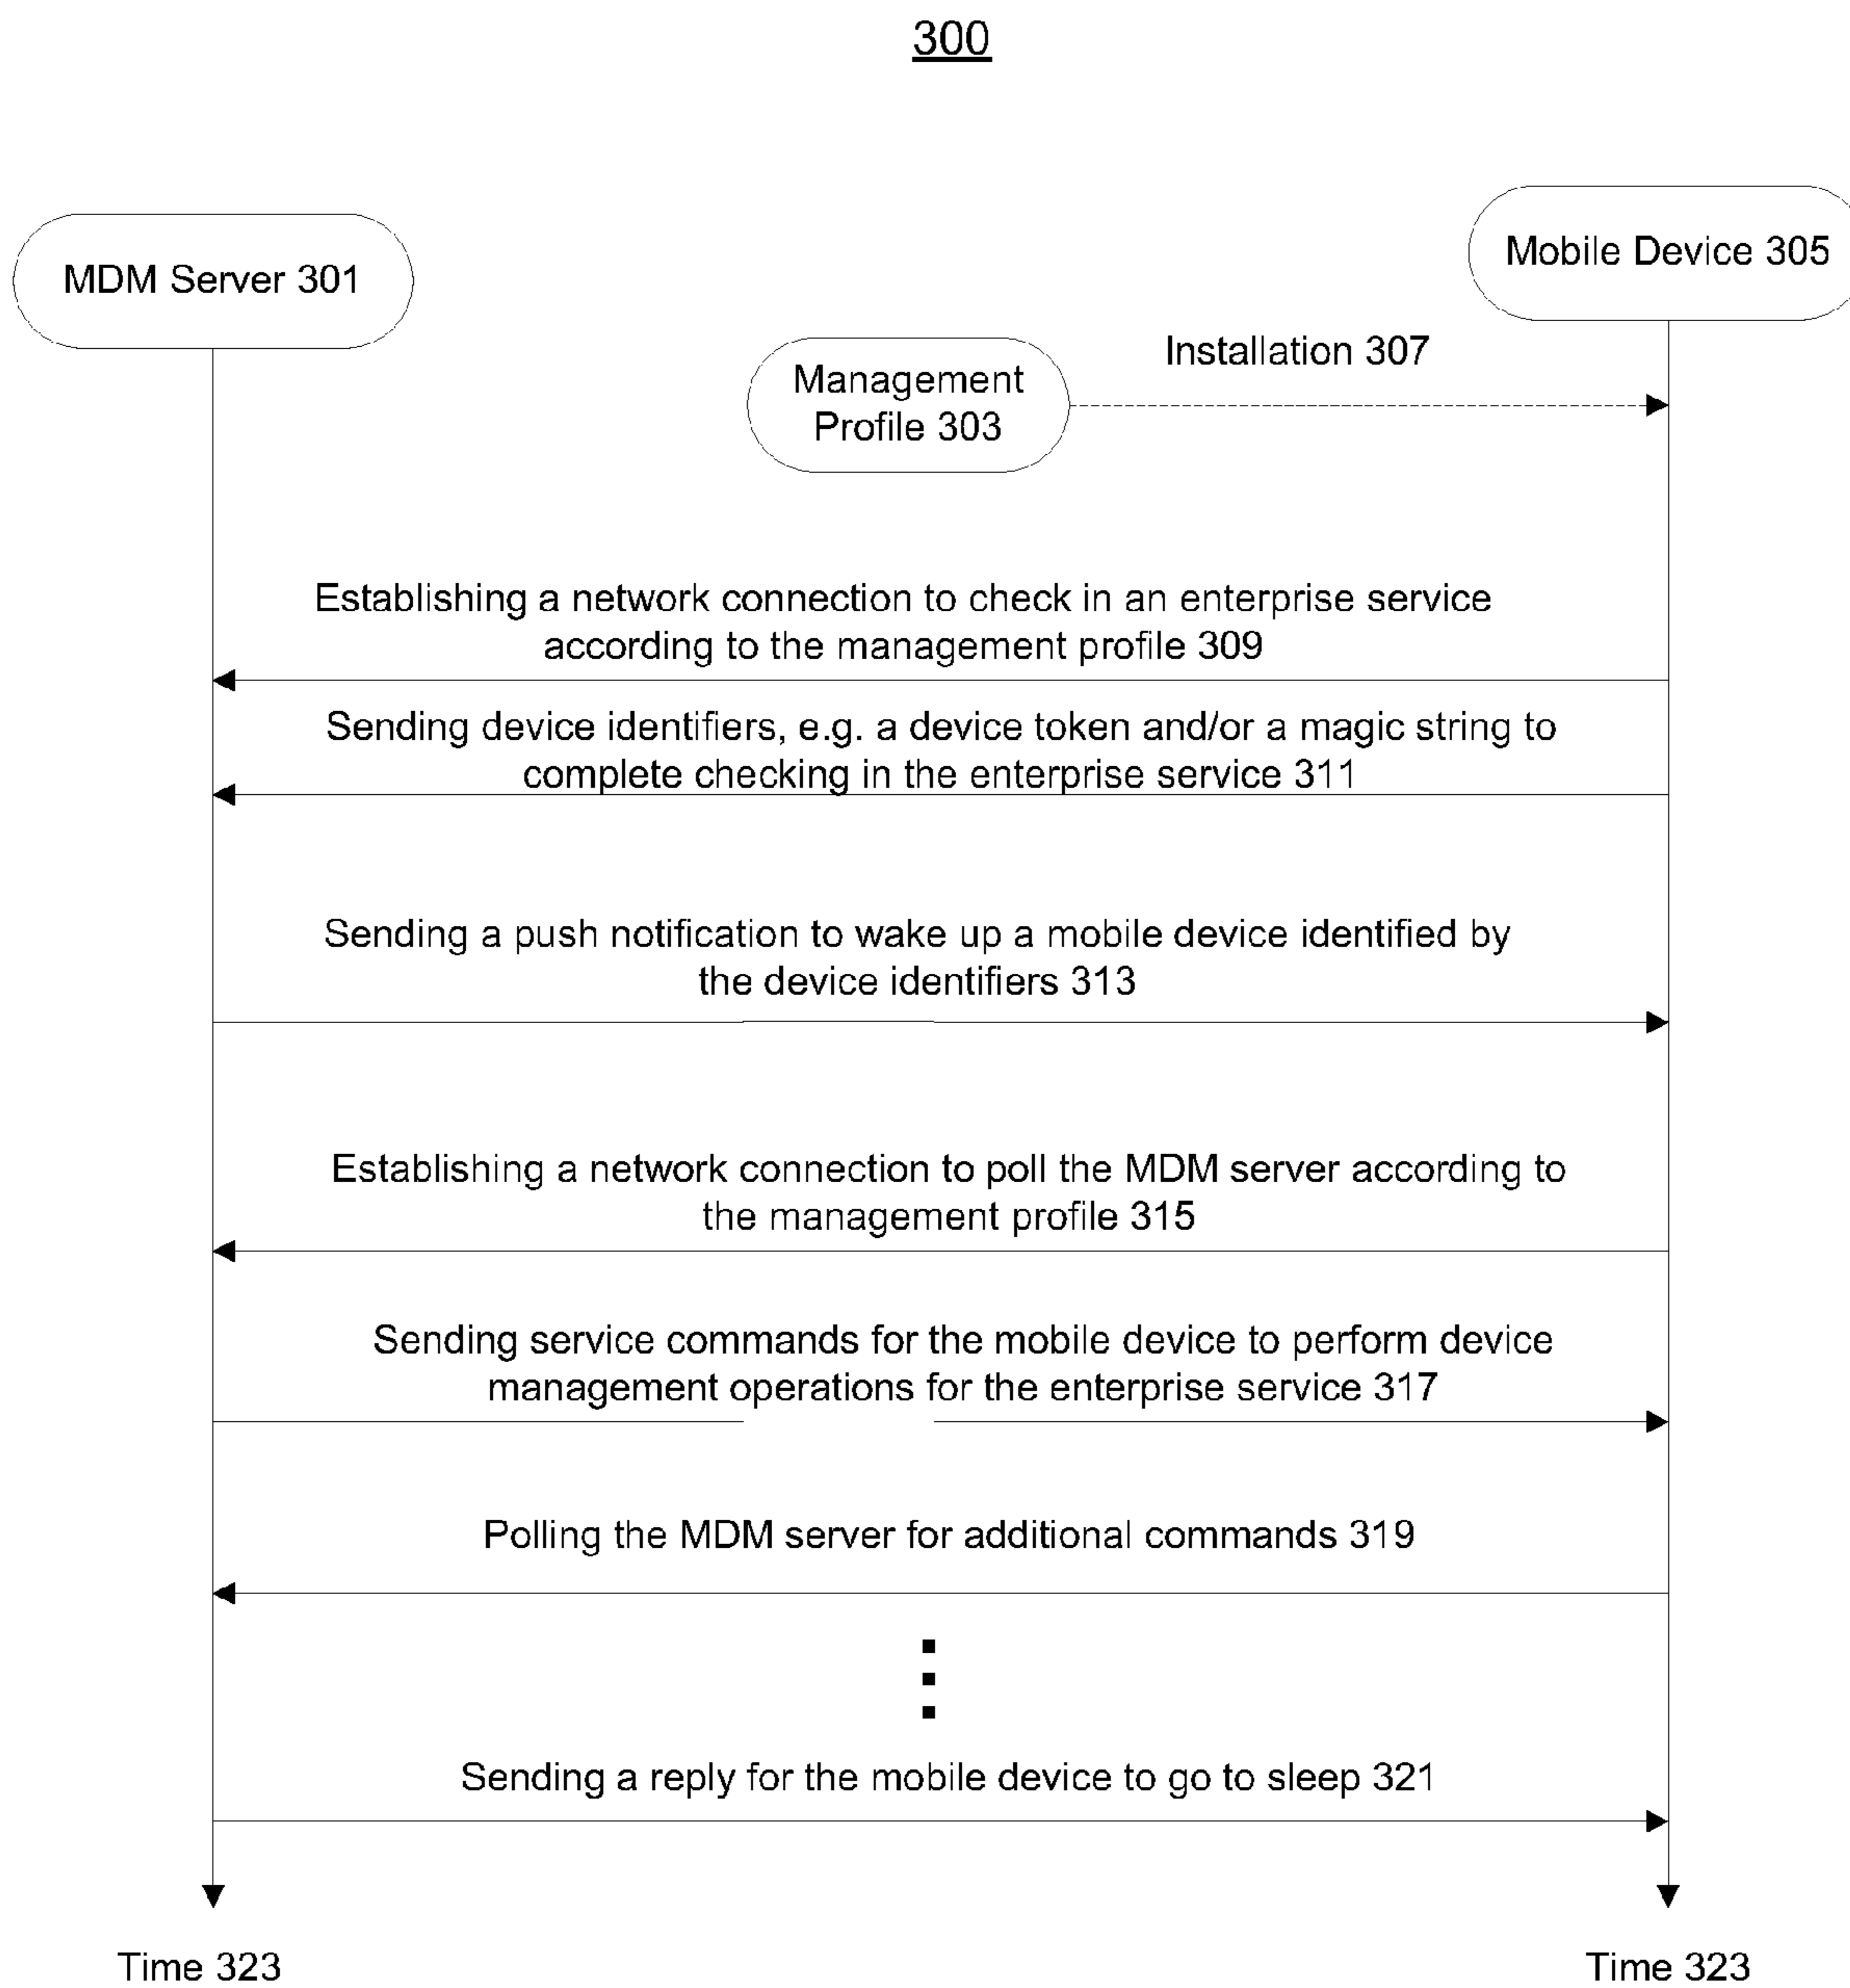 300
MDM Server 301
Mobile Device 305
Installation 307
Management
Profile 303
Establishing a network connection to check in an enterprise service
according to the management profile 309
Sending device identifiers, e.g. a device token and/or a magic string to
complete checking in the enterprise service 311
Sending a push notification to wake up a mobile device identified by
the device identifiers 313
Establishing a network connection to poll the MDM server according to
the management profile 315
Sending service commands for the mobile device to perform device
management operations for the enterprise service 317
Polling the MDM server for additional commands 319
Sending a reply for the mobile device to go to sleep 321
Time 323
Time 323